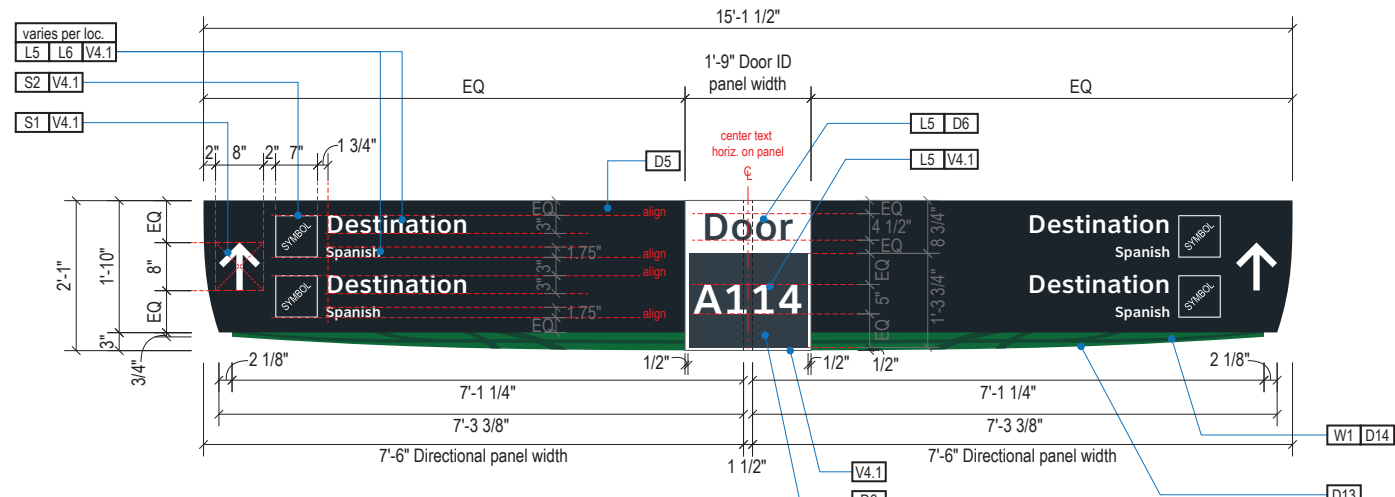 15'-1 1/2"
varies per loc.
L5 L6 V4.1
S2 V4.1
S1 V4.1
1'-9" Door ID
panel width
EQ
EQ
2" 8" 2" 7" 1 3/4"
center text
horiz. on panel
CL
L5 D6
L5 V4.1
D5
2'-1"
1'-10"
3"
3/4"
EQ
8"
EQ
SYMBOL
Destination
Spanish
SYMBOL
Destination
Spanish
EQ
3"
1.75"
3"
3"
1.75"
EQ
align
align
align
align
Door
A114
EQ
4 1/2"
EQ
8 3/4"
EQ
5"
EQ
1'-3 3/4"
Destination
Spanish
SYMBOL
Destination
Spanish
SYMBOL
2 1/8"
1/2"
1/2"
1/2"
2 1/8"
7'-1 1/4"
7'-1 1/4"
7'-3 3/8"
7'-3 3/8"
7'-6" Directional panel width
1 1/2"
7'-6" Directional panel width
W1 D14
V4.1
D13